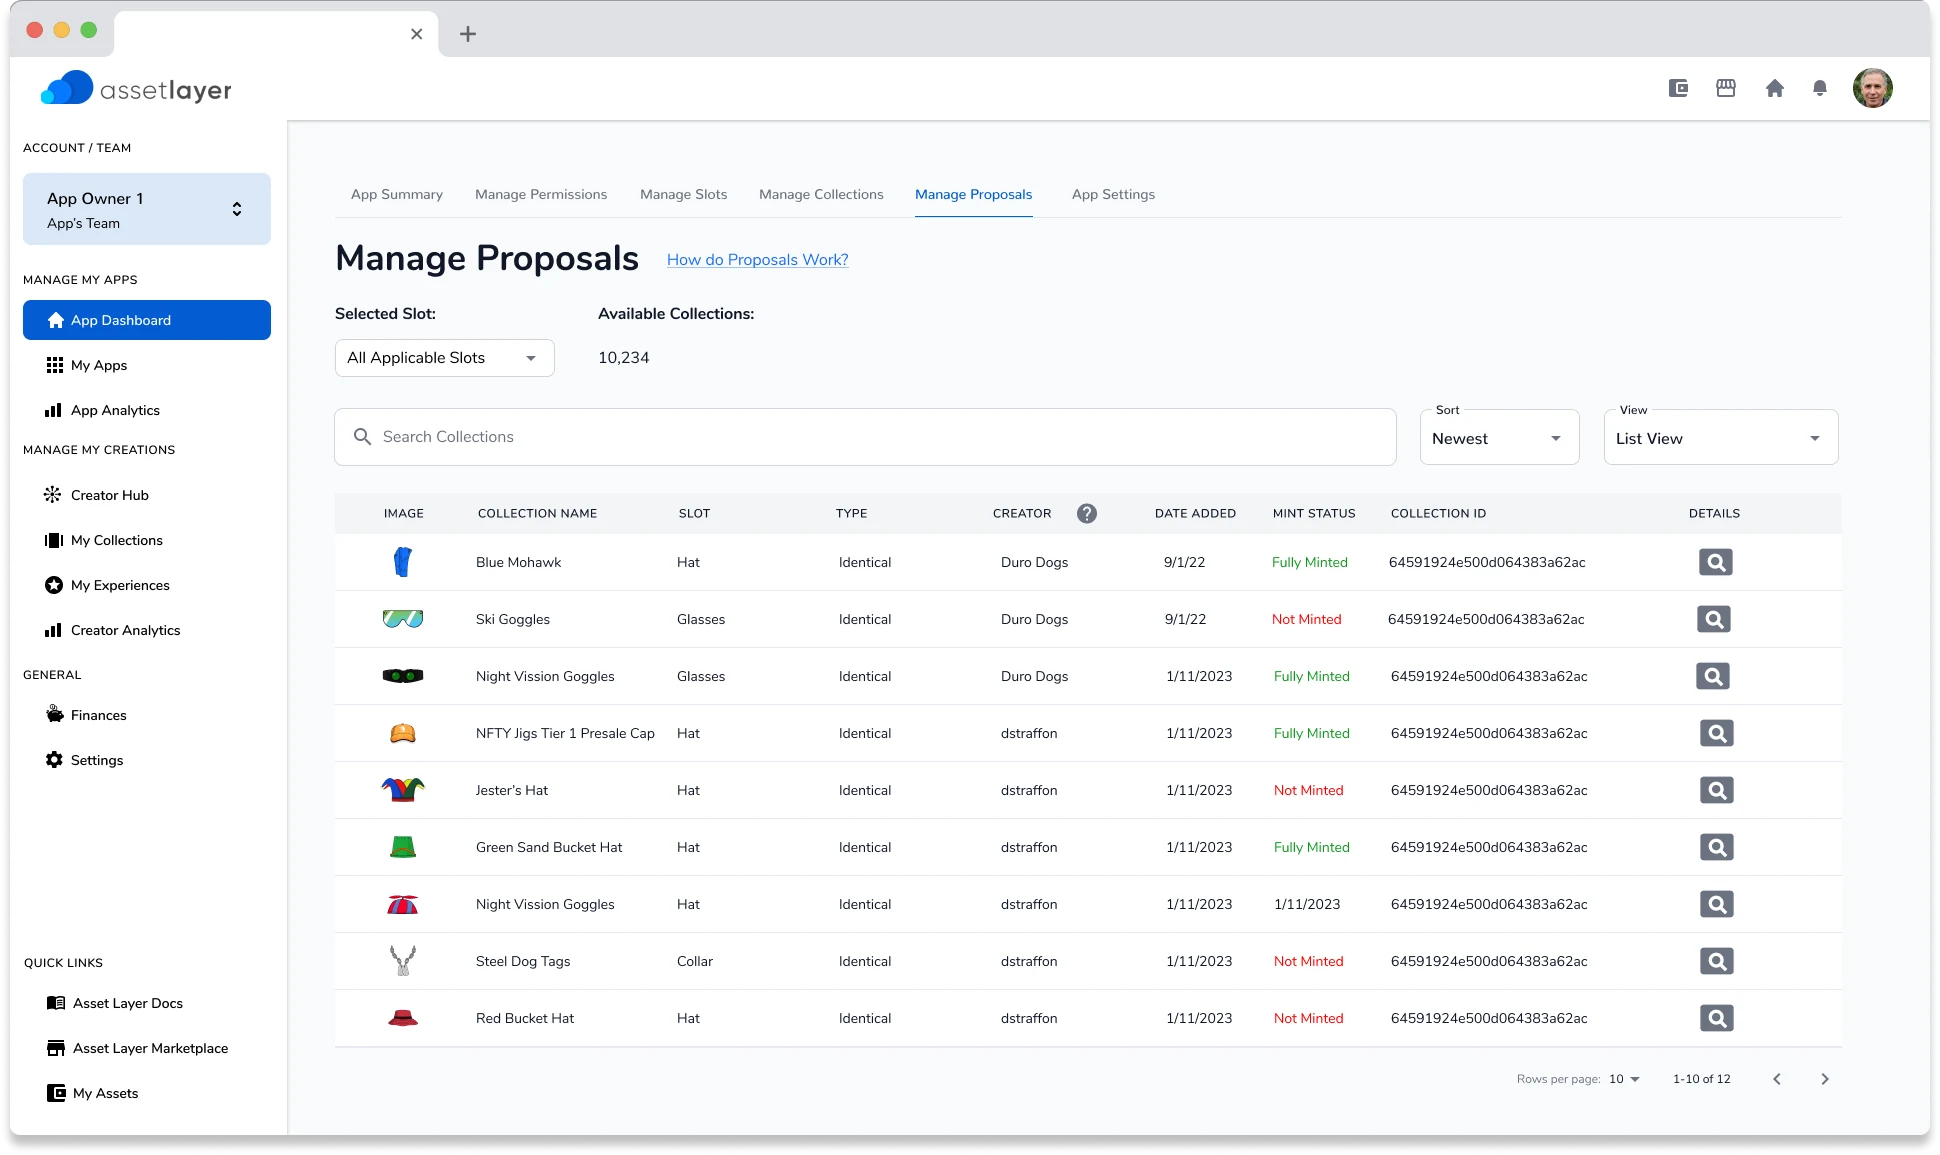 assetlayer
ACCOUNT / TEAM
App Owner 1
App's Team
MANAGE MY APPS
App Dashboard
My Apps
App Analytics
MANAGE MY CREATIONS
Creator Hub
My Collections
My Experiences
Creator Analytics
GENERAL
Finances
Settings
QUICK LINKS
Asset Layer Docs
Asset Layer Marketplace
My Assets
App Summary Manage Permissions Manage Slots Manage Collections Manage Proposals App Settings
Manage Proposals How do Proposals Work?
Selected Slot: Available Collections:
All Applicable Slots 10,234
Search Collections
Sort
Newest
View
List View
IMAGE COLLECTION NAME SLOT TYPE CREATOR ? DATE ADDED MINT STATUS COLLECTION ID DETAILS
Blue Mohawk Hat Identical Duro Dogs 9/1/22 Fully Minted 64591924e500d064383a62ac
Ski Goggles Glasses Identical Duro Dogs 9/1/22 Not Minted 64591924e500d064383a62ac
Night Vission Goggles Glasses Identical Duro Dogs 1/11/2023 Fully Minted 64591924e500d064383a62ac
NFTY Jigs Tier 1 Presale Cap Hat Identical dstraffon 1/11/2023 Fully Minted 64591924e500d064383a62ac
Jester's Hat Hat Identical dstraffon 1/11/2023 Not Minted 64591924e500d064383a62ac
Green Sand Bucket Hat Hat Identical dstraffon 1/11/2023 Fully Minted 64591924e500d064383a62ac
Night Vission Goggles Hat Identical dstraffon 1/11/2023 1/11/2023 64591924e500d064383a62ac
Steel Dog Tags Collar Identical dstraffon 1/11/2023 Not Minted 64591924e500d064383a62ac
Red Bucket Hat Hat Identical dstraffon 1/11/2023 Not Minted 64591924e500d064383a62ac
Rows per page: 10 1-10 of 12